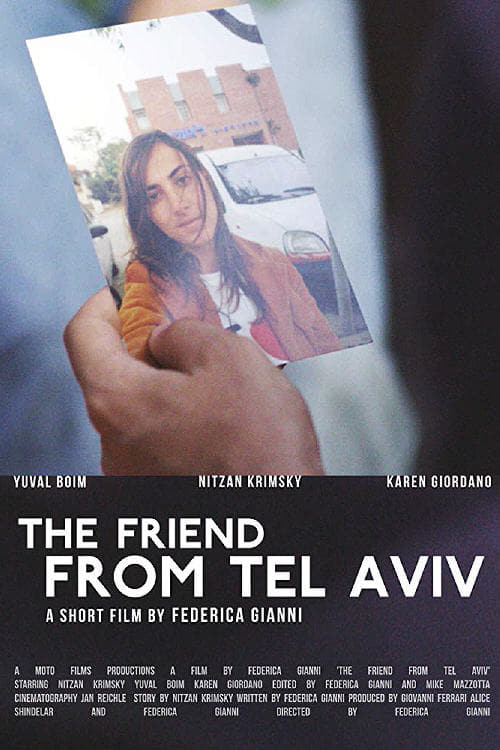 YUVAL BOIM NITZAN KRIMSKY KAREN GIORDANO
THE FRIEND
FROM TEL AVIV
A SHORT FILM BY FEDERICA GIANNI
A MOTO FILMS PRODUCTIONS A FILM BY FEDERICA GIANNI 'THE FRIEND FROM TEL AVIV'
STARRING NITZAN KRIMSKY YUVAL BOIM KAREN GIORDANO EDITED BY FEDERICA GIANNI AND MIKE MAZZOTTA
CINEMATOGRAPHY JAN REICHLE STORY BY NITZAN KRIMSKY WRITTEN BY FEDERICA GIANNI PRODUCED BY GIOVANNI FERRARI ALICE
SHINDELAR AND FEDERICA GIANNI DIRECTED BY FEDERICA GIANNI